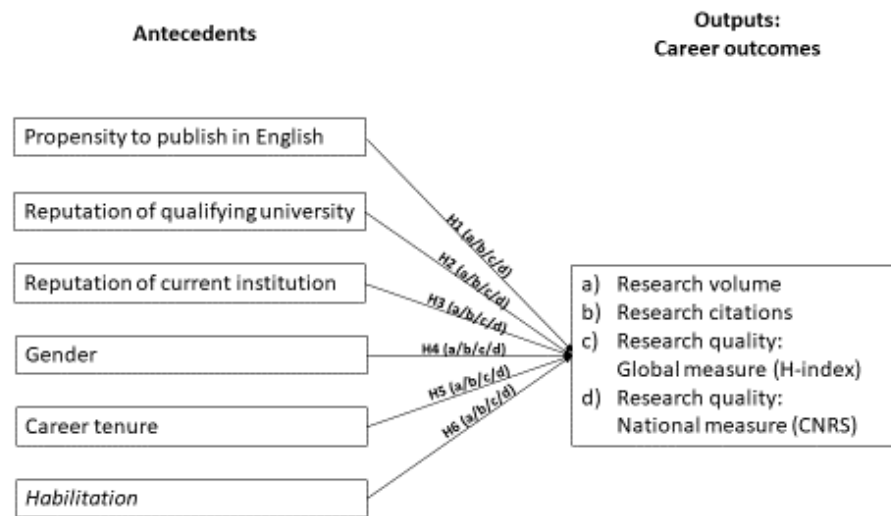 Antecedents
Outputs:
Career outcomes
Propensity to publish in English
Reputation of qualifying university
Reputation of current institution
Gender
Career tenure
Habilitation
H1 (a/b/c/d)
H2 (a/b/c/d)
H3 (a/b/c/d)
H4 (a/b/c/d)
H5 (a/b/c/d)
H6 (a/b/c/d)
a) Research volume
b) Research citations
c) Research quality:
Global measure (H-index)
d) Research quality:
National measure (CNRS)